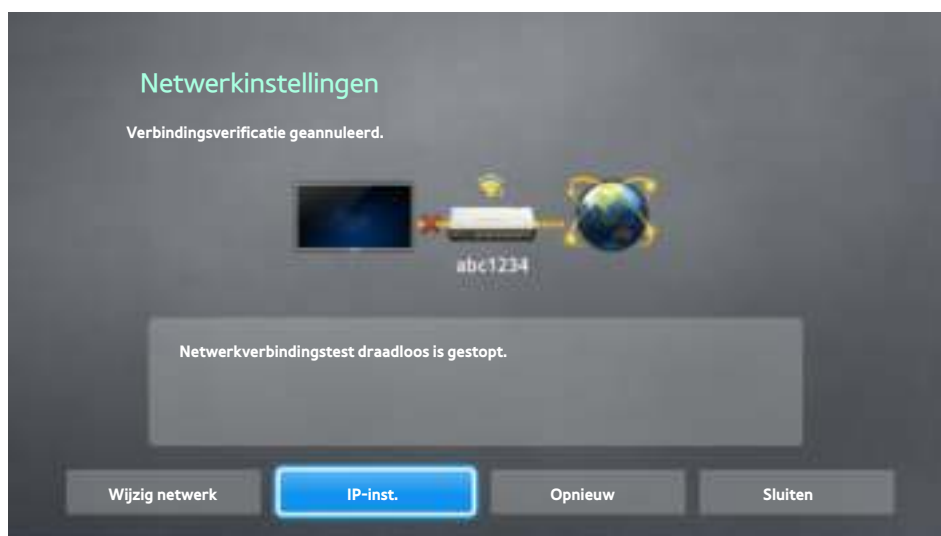 Netwerkinstellingen
Verbindingsverificatie geannuleerd.
abc1234
Netwerkverbindingstest draadloos is gestopt.
Wijzig netwerk
IP-inst.
Opnieuw
Sluiten